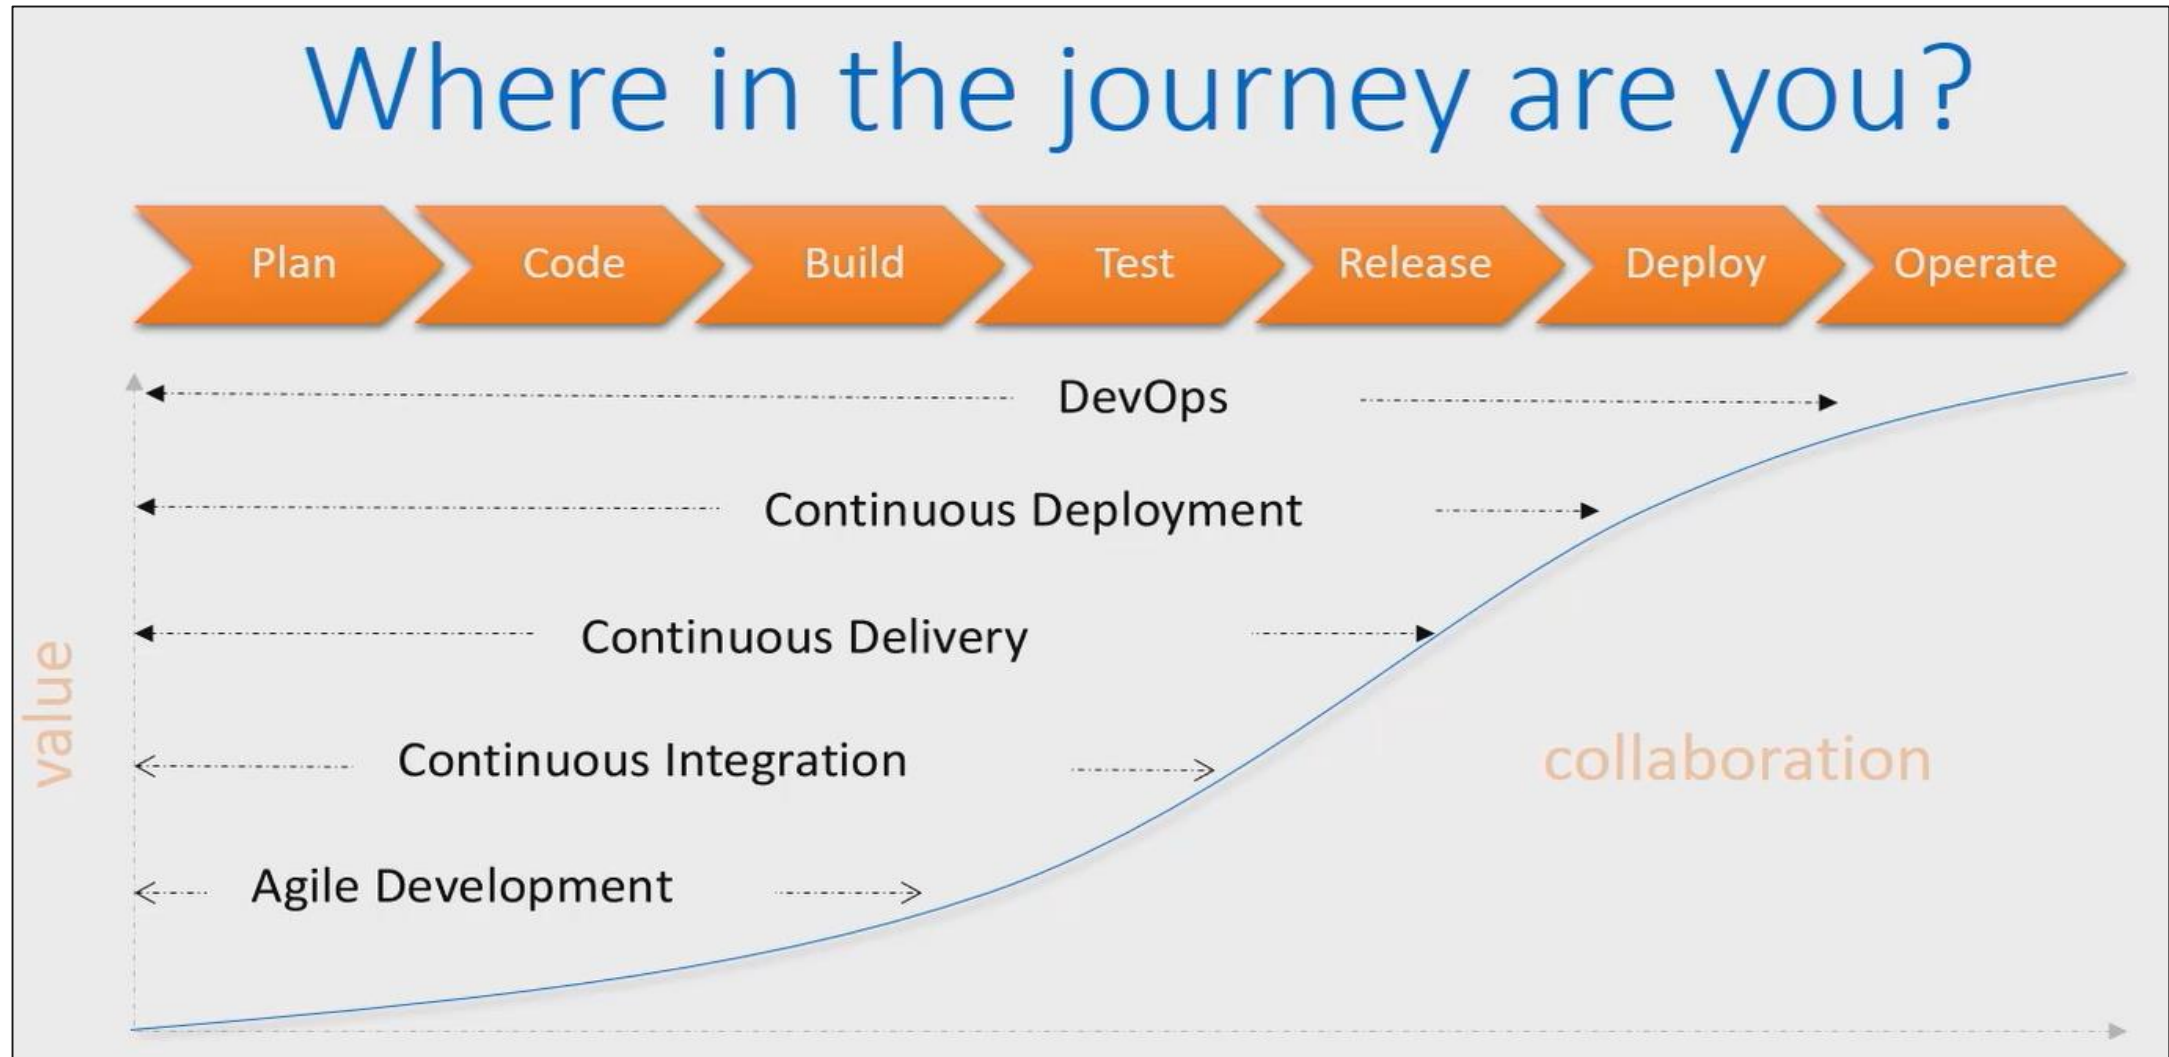 Where in the journey are you?
Plan
Code
Build
Test
Release
Deploy
Operate
DevOps
Continuous Deployment
Continuous Delivery
value
Continuous Integration
collaboration
Agile Development